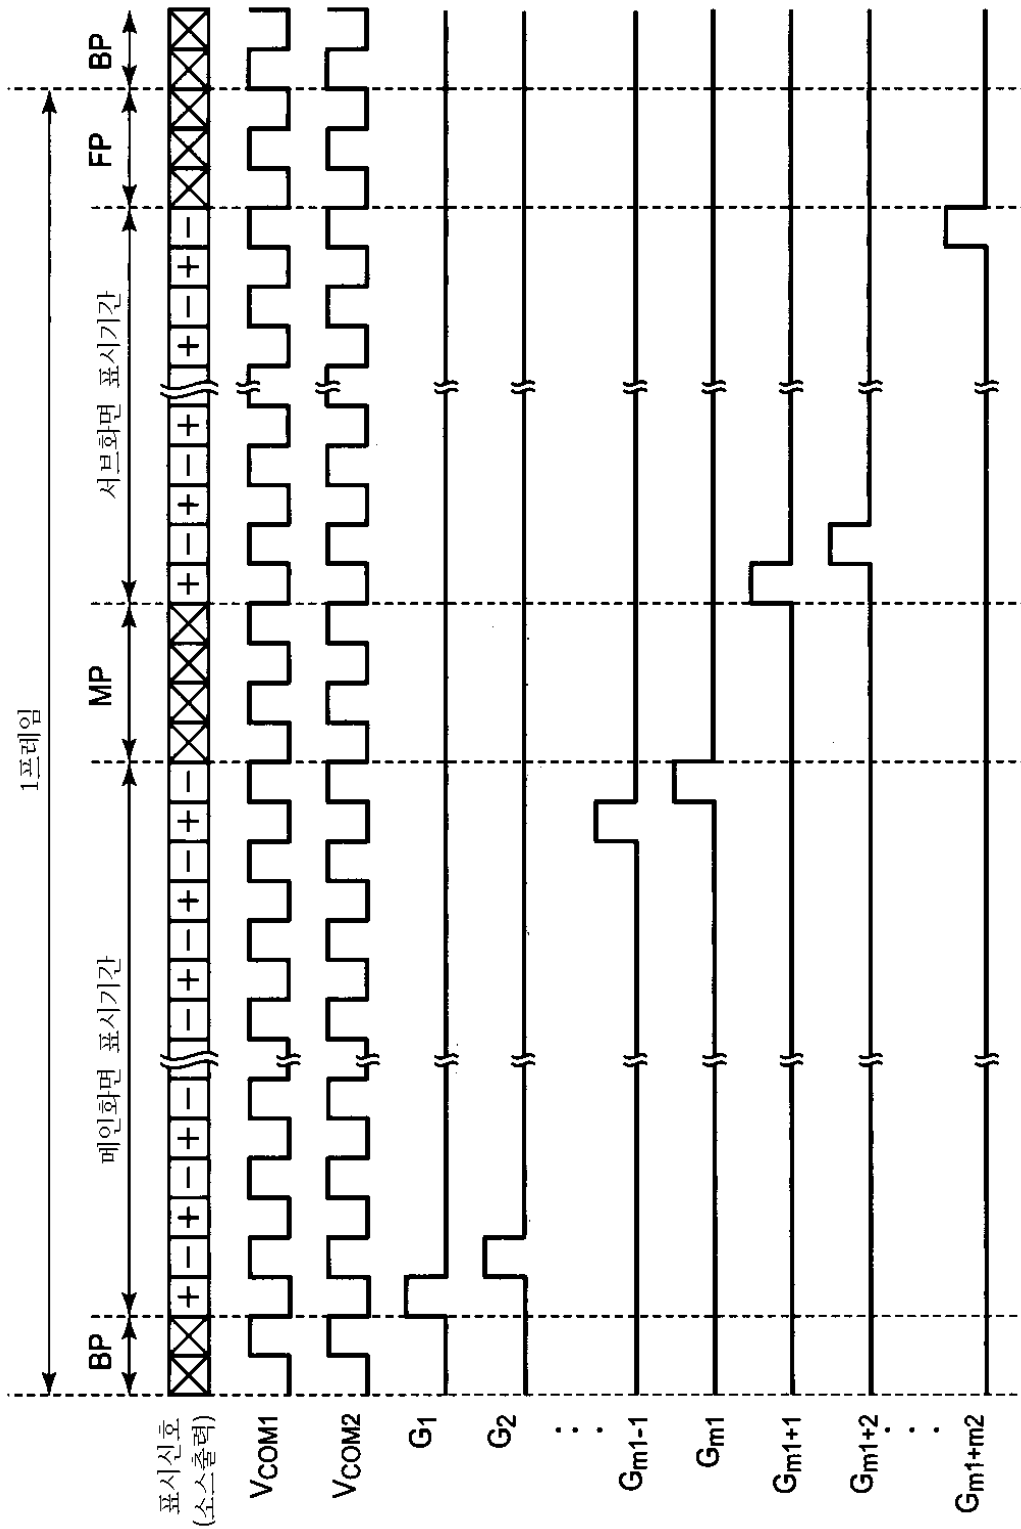 1프레임
BP
메인화면 표시기간
MP
서브화면 표시기간
FP
BP
표시신호
(소스출력)
+ − + − + − − + − + − + − + − + − + + − + −
VCOM1
VCOM2
G1
G2
Gm1-1
Gm1
Gm1+1
Gm1+2
Gm1+m2